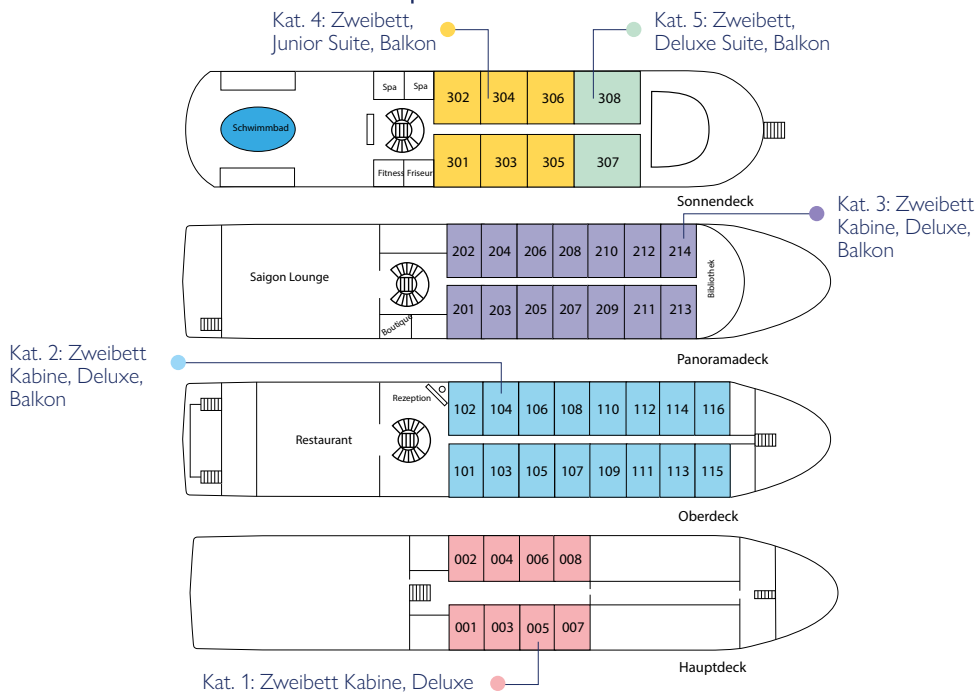 Kat. 4: Zweibett,
Junior Suite, Balkon
Kat. 5: Zweibett,
Deluxe Suite, Balkon
Spa Spa
302 304 306 308
Schwimmbad
301 303 305 307
Fitness Friseur
Sonnendeck
Kat. 3: Zweibett
Kabine, Deluxe,
Balkon
202 204 206 208 210 212 214
Saigon Lounge
Bibliothek
201 203 205 207 209 211 213
Boutique
Panoramadeck
Kat. 2: Zweibett
Kabine, Deluxe,
Balkon
Rezeption
102 104 106 108 110 112 114 116
Restaurant
101 103 105 107 109 111 113 115
Oberdeck
002 004 006 008
001 003 005 007
Hauptdeck
Kat. 1: Zweibett Kabine, Deluxe